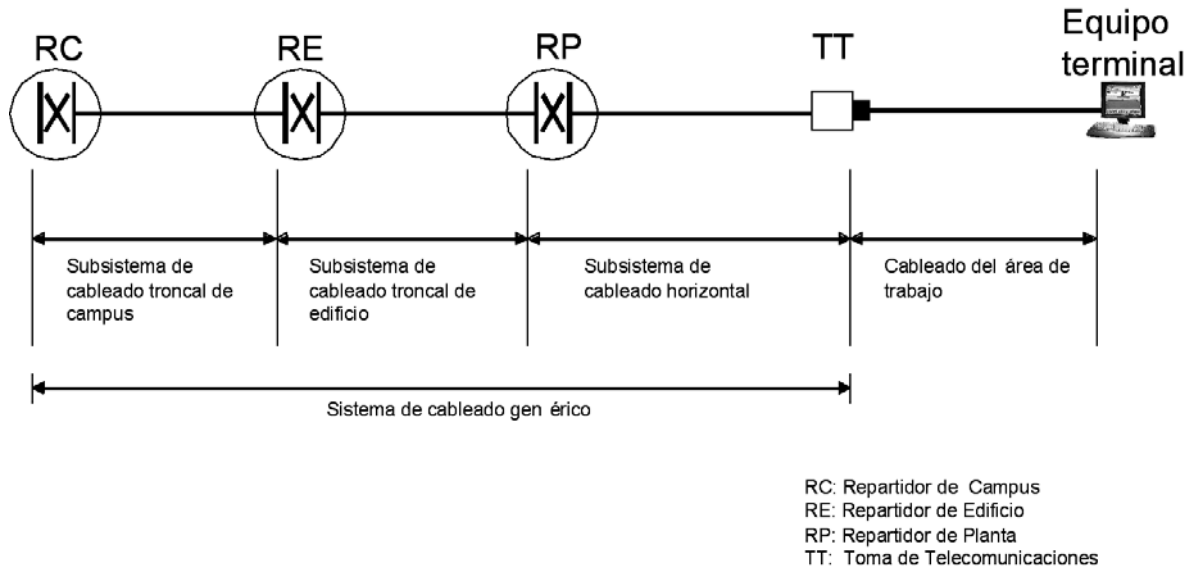 RC
RE
RP
TT
Equipo
terminal
Subsistema de
cableado troncal de
campus
Subsistema de
cableado troncal de
edificio
Subsistema de
cableado horizontal
Cableado del área de
trabajo
Sistema de cableado gen érico
RC: Repartidor de Campus
RE: Repartidor de Edificio
RP: Repartidor de Planta
TT: Toma de Telecomunicaciones